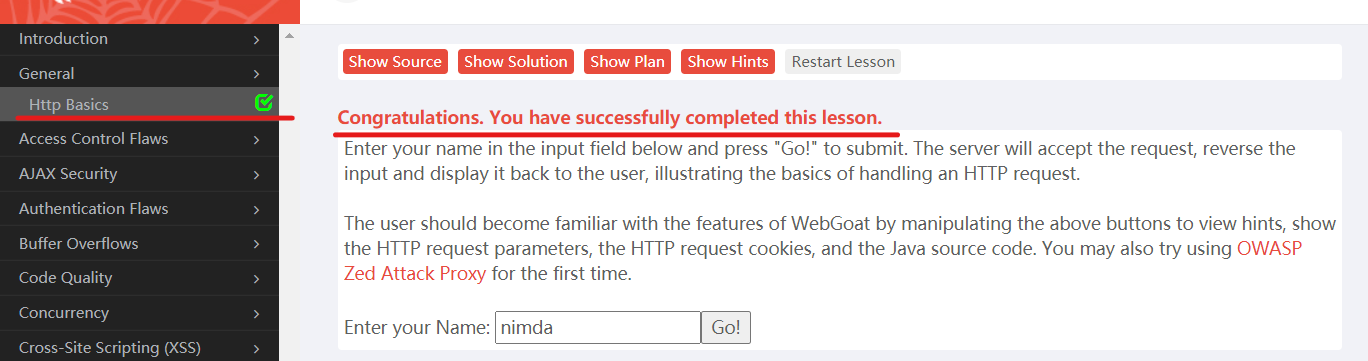 Introduction
General
Http Basics
Access Control Flaws
AJAX Security
Authentication Flaws
Buffer Overflows
Code Quality
Concurrency
Cross-Site Scripting (XSS)
Show Source Show Solution Show Plan Show Hints Restart Lesson
Congratulations. You have successfully completed this lesson.
Enter your name in the input field below and press "Go!" to submit. The server will accept the request, reverse the
input and display it back to the user, illustrating the basics of handling an HTTP request.
The user should become familiar with the features of WebGoat by manipulating the above buttons to view hints, show
the HTTP request parameters, the HTTP request cookies, and the Java source code. You may also try using OWASP
Zed Attack Proxy for the first time.
Enter your Name: nimda Go!